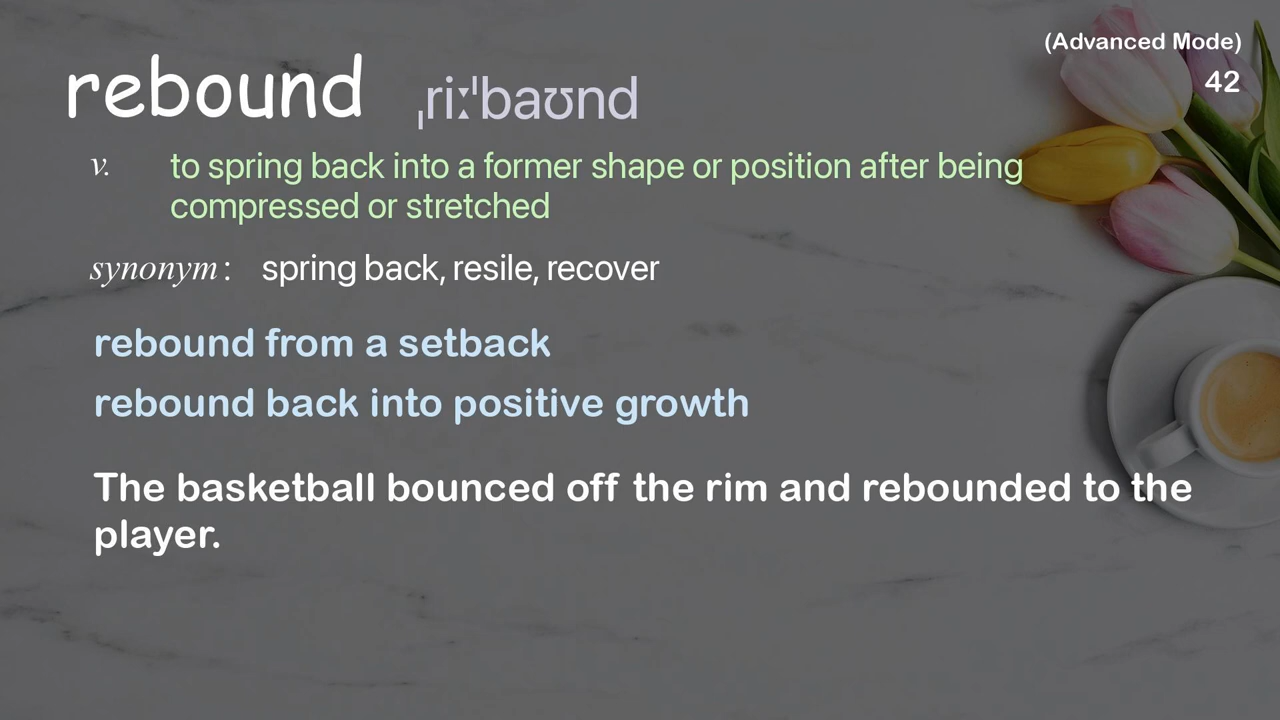 (Advanced Mode)
rebound ˌriːˈbaʊnd
42
v. to spring back into a former shape or position after being
compressed or stretched
synonym: spring back, resile, recover
rebound from a setback
rebound back into positive growth
The basketball bounced off the rim and rebounded to the
player.